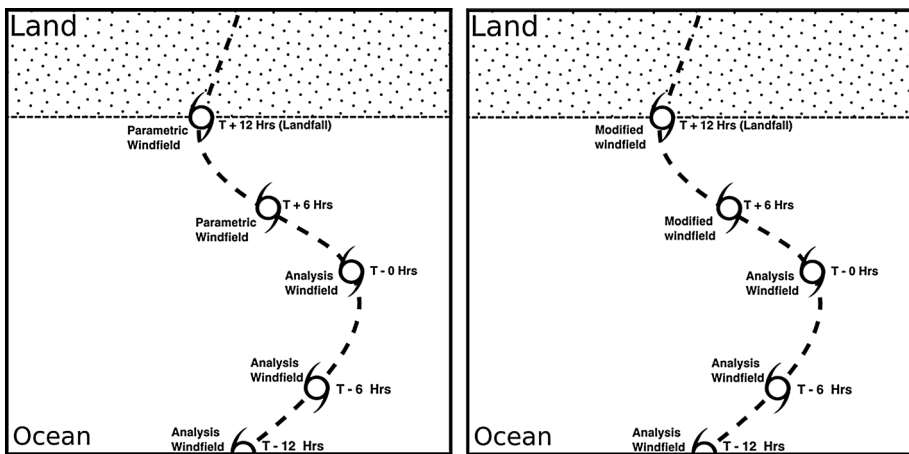 Land
T + 12 Hrs (Landfall)
Parametric
Windfield
T + 6 Hrs
Parametric
Windfield
T - 0 Hrs
Analysis
Windfield
Analysis
Windfield
T - 6 Hrs
Ocean
Analysis
Windfield
T - 12 Hrs
Land
T + 12 Hrs (Landfall)
Modified
windfield
T + 6 Hrs
Modified
windfield
T - 0 Hrs
Analysis
Windfield
Analysis
Windfield
T - 6 Hrs
Ocean
Analysis
Windfield
T - 12 Hrs